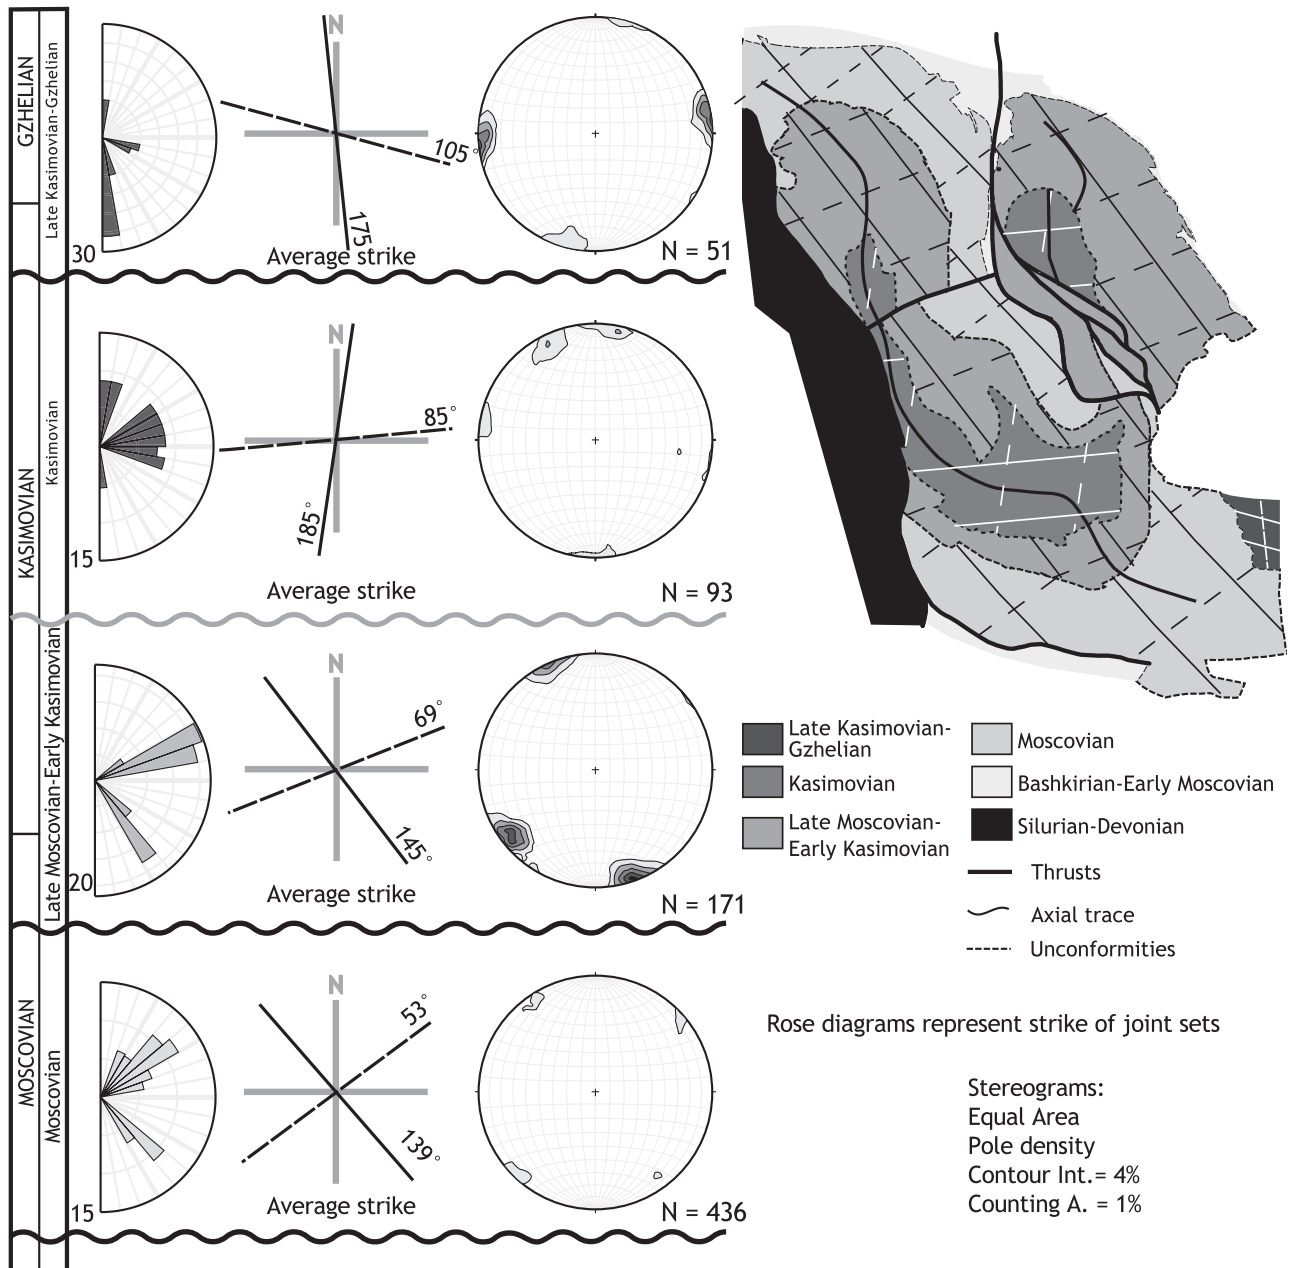 GZHELIAN
Late Kasimovian-Gzhelian
30
N
105°
175°
Average strike
N = 51
KASIMOVIAN
Kasimovian
15
N
85°
185°
Average strike
N = 93
Late Moscovian-Early Kasimovian
20
N
69°
145°
Average strike
N = 171
MOSCOVIAN
Moscovian
15
N
53°
139°
Average strike
N = 436
Late Kasimovian-
Gzhelian
Kasimovian
Late Moscovian-
Early Kasimovian
Moscovian
Bashkirian-Early Moscovian
Silurian-Devonian
Thrusts
Axial trace
Unconformities
Rose diagrams represent strike of joint sets
Stereograms:
Equal Area
Pole density
Contour Int.= 4%
Counting A. = 1%